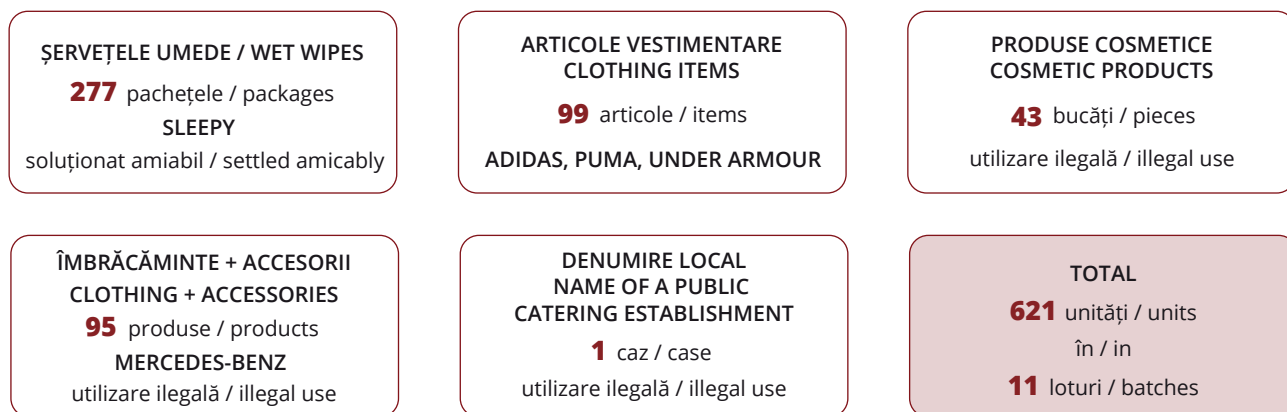 ȘERVEȚELE UMEDE / WET WIPES
277 pachețele / packages
SLEEPY
soluționat amiabil / settled amicably
ARTICOLE VESTIMENTARE
CLOTHING ITEMS
99 articole / items
ADIDAS, PUMA, UNDER ARMOUR
PRODUSE COSMETICE
COSMETIC PRODUCTS
43 bucăți / pieces
utilizare ilegală / illegal use
ÎMBRĂCĂMINTE + ACCESORII
CLOTHING + ACCESSORIES
95 produse / products
MERCEDES-BENZ
utilizare ilegală / illegal use
DENUMIRE LOCAL
NAME OF A PUBLIC
CATERING ESTABLISHMENT
1 caz / case
utilizare ilegală / illegal use
TOTAL
621 unități / units
în / in
11 loturi / batches